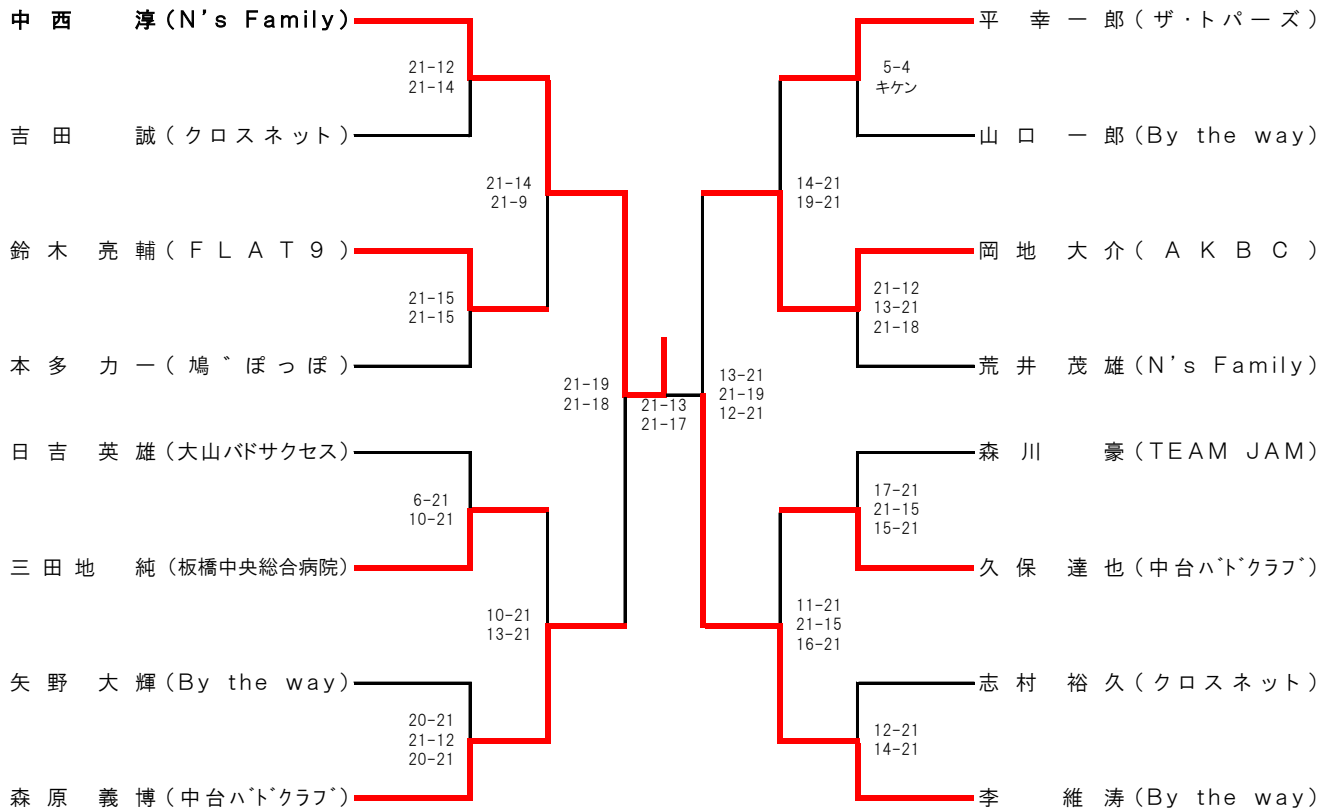 中西 淳(N's Family)
21-12
21-14
吉田 誠(クロスネット)
21-14
21-9
鈴木 亮輔(FLAT9)
21-15
21-15
本多 力一(鳩゛ぽっぽ)
21-19
21-18
日吉 英雄(大山バドサクセス)
6-21
10-21
三田地 純(板橋中央総合病院)
10-21
13-21
矢野 大輝(By the way)
20-21
21-12
20-21
森原 義博(中台バドクラブ)
21-13
21-17
平 幸一郎(ザ・トパーズ)
5-4
キケン
山口 一郎(By the way)
14-21
19-21
岡地 大介(AKBC)
21-12
13-21
21-18
荒井 茂雄(N's Family)
13-21
21-19
12-21
森川 豪(TEAM JAM)
17-21
21-15
15-21
久保 達也(中台バドクラブ)
11-21
21-15
16-21
志村 裕久(クロスネット)
12-21
14-21
李 維涛(By the way)